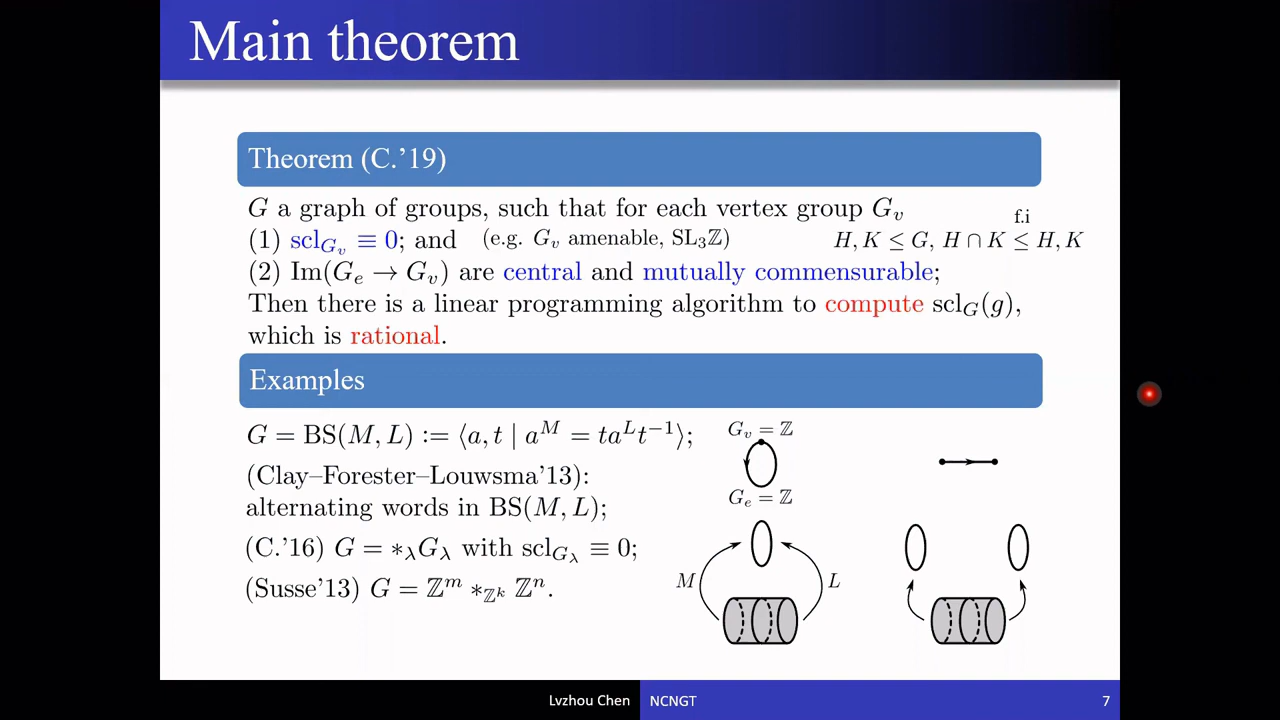 Main theorem
Theorem (C.'19)
G a graph of groups, such that for each vertex group G_v
(1) scl_{G_v} ≡ 0; and (e.g. G_v amenable, SL₃ℤ)
f.i
H, K ≤ G, H ∩ K ≤ H, K
(2) Im(G_e → G_v) are central and mutually commensurable;
Then there is a linear programming algorithm to compute scl_G(g),
which is rational.
Examples
G = BS(M, L) := ⟨a, t | a^M = ta^Lt^{-1}⟩;
(Clay–Forester–Louwsma'13):
alternating words in BS(M, L);
(C.'16) G = *_λ G_λ with scl_{G_λ} ≡ 0;
(Susse'13) G = ℤ^m *_{ℤ^k} ℤ^n.
G_v = ℤ
G_e = ℤ
M
L
Lvzhou Chen
NCNGT
7